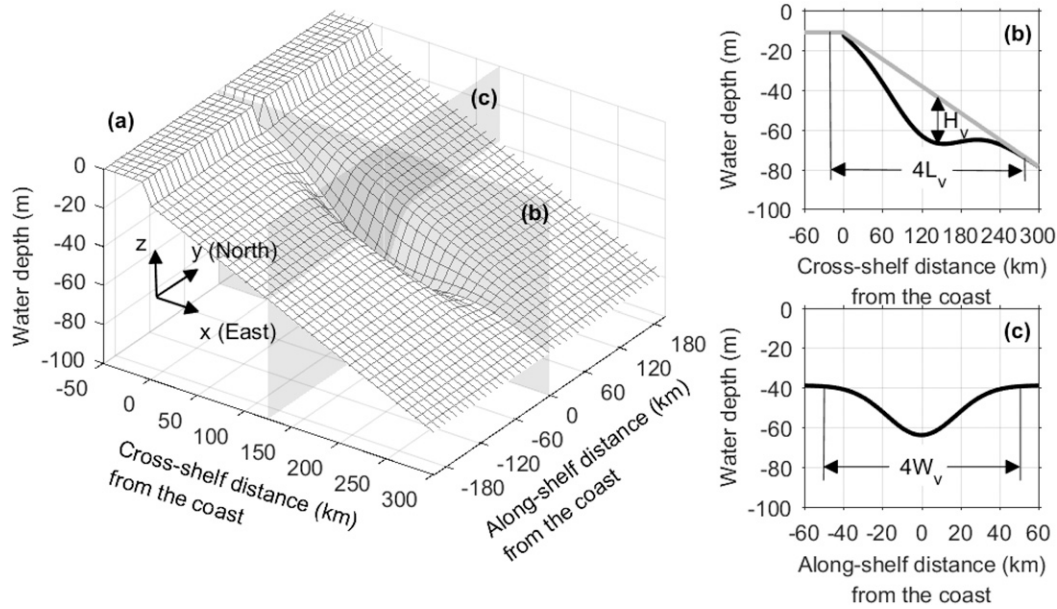 (a)
(c)
(b)
0
-20
-40
-60
-80
-100
Water depth (m)
z
y (North)
x (East)
-50
0
50
100
150
200
250
300
Cross-shelf distance (km)
from the coast
-180
-120
-60
0
60
120
180
Along-shelf distance (km)
from the coast
(b)
0
-20
-40
-60
-80
-100
Water depth (m)
Hv
4Lv
-60 0 60 120 180 240 300
Cross-shelf distance (km)
from the coast
(c)
0
-20
-40
-60
-80
-100
Water depth (m)
4Wv
-60 -40 -20 0 20 40 60
Along-shelf distance (km)
from the coast